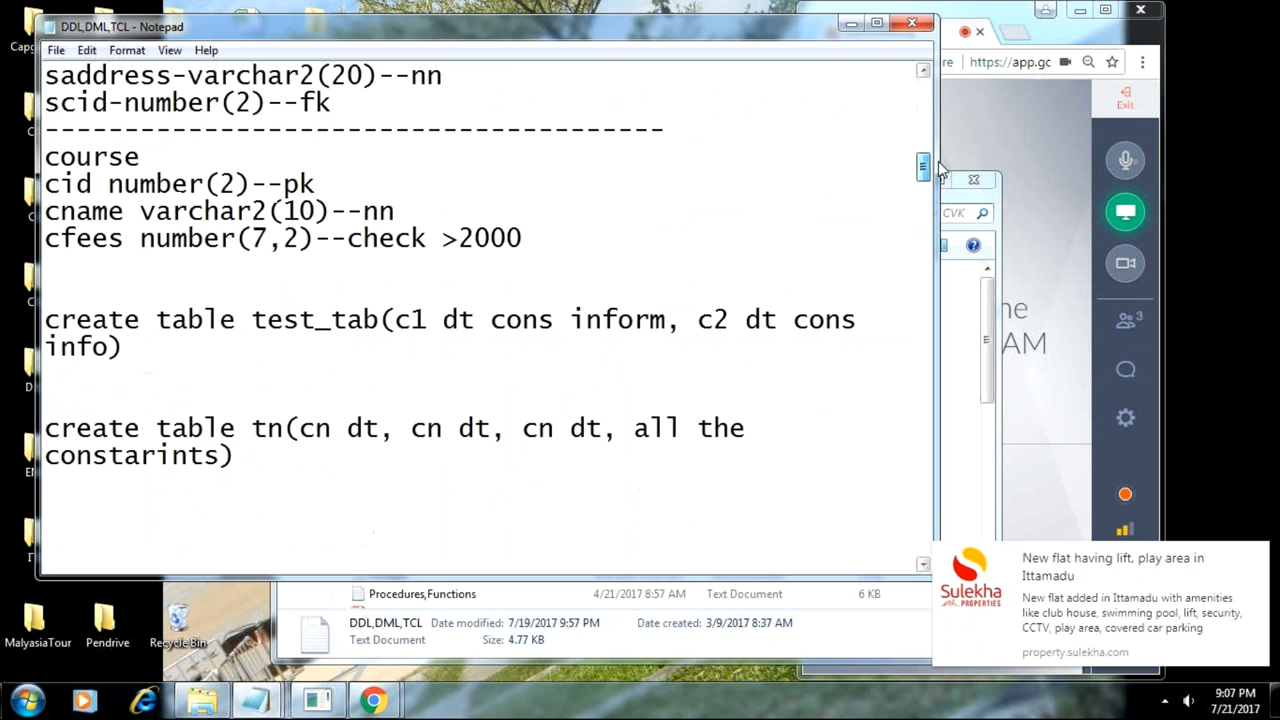 Capg
DDL,DML,TCL - Notepad
File Edit Format View Help
saddress-varchar2(20)--nn
scid-number(2)--fk
---------------------------------------
course
cid number(2)--pk
cname varchar2(10)--nn
cfees number(7,2)--check >2000
create table test_tab(c1 dt cons inform, c2 dt cons
info)
create table tn(cn dt, cn dt, cn dt, all the
constarints)
https://app.gc
Exit
CVK
AM
3
Procedures,Functions 4/21/2017 8:57 AM Text Document 6 KB
DDL,DML,TCL Date modified: 7/19/2017 9:57 PM Date created: 3/9/2017 8:37 AM
Text Document Size: 4.77 KB
MalyasiaTour Pendrive Recycle Bin
Sulekha
PROPERTIES
New flat having lift, play area in
Ittamadu
New flat added in Ittamadu with amenities
like club house, swimming pool, lift, security,
CCTV, play area, covered car parking
property.sulekha.com
9:07 PM
7/21/2017